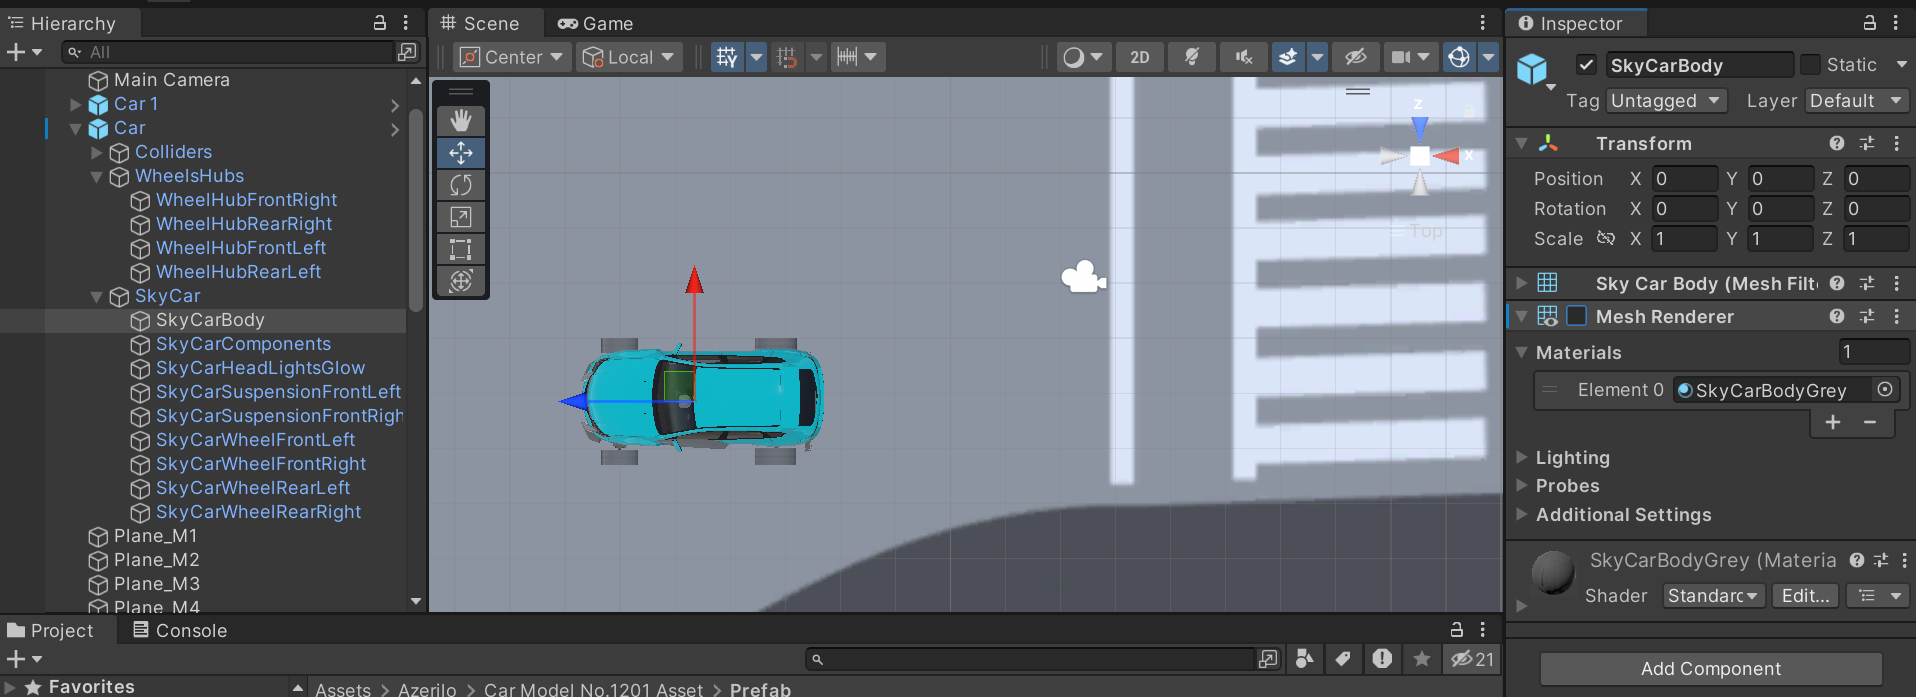 Hierarchy
All
Main Camera
Car 1
Car
Colliders
WheelsHubs
WheelHubFrontRight
WheelHubRearRight
WheelHubFrontLeft
WheelHubRearLeft
SkyCar
SkyCarBody
SkyCarComponents
SkyCarHeadLightsGlow
SkyCarSuspensionFrontLeft
SkyCarSuspensionFrontRigh
SkyCarWheelFrontLeft
SkyCarWheelFrontRight
SkyCarWheelRearLeft
SkyCarWheelRearRight
Plane_M1
Plane_M2
Plane_M3
Plane_M4
Scene Game
Center Local 2D
z
x
Top
Inspector
SkyCarBody Static
Tag Untagged Layer Default
Transform
Position X 0 Y 0 Z 0
Rotation X 0 Y 0 Z 0
Scale X 1 Y 1 Z 1
Sky Car Body (Mesh Filt
Mesh Renderer
Materials 1
Element 0 SkyCarBodyGrey
+ −
Lighting
Probes
Additional Settings
SkyCarBodyGrey (Materia
Shader Standarc Edit...
Add Component
Project Console
21
Favorites
Assets > Azerilo > Car Model No.1201 Asset > Prefab